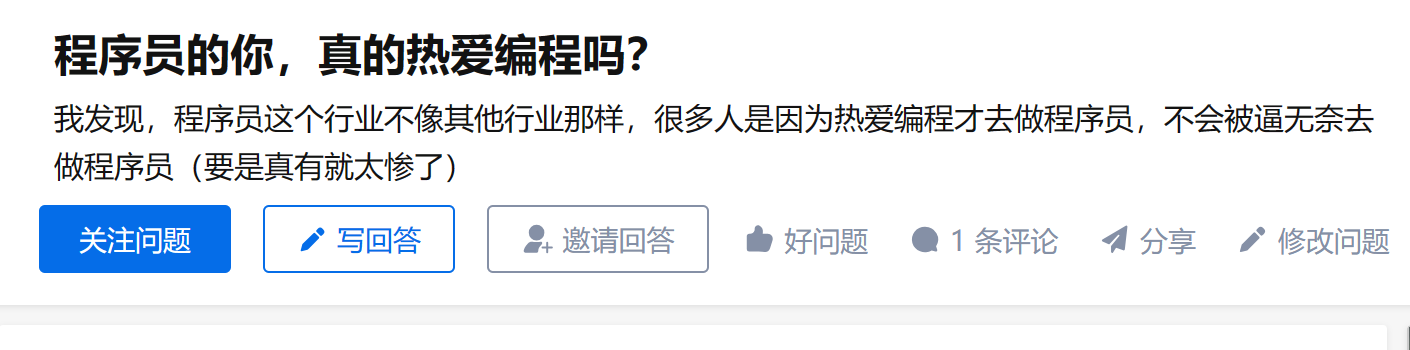 程序员的你，真的热爱编程吗？
我发现，程序员这个行业不像其他行业那样，很多人是因为热爱编程才去做程序员，不会被逼无奈去
做程序员（要是真有就太惨了）
关注问题 写回答 邀请回答 好问题 1 条评论 分享 修改问题